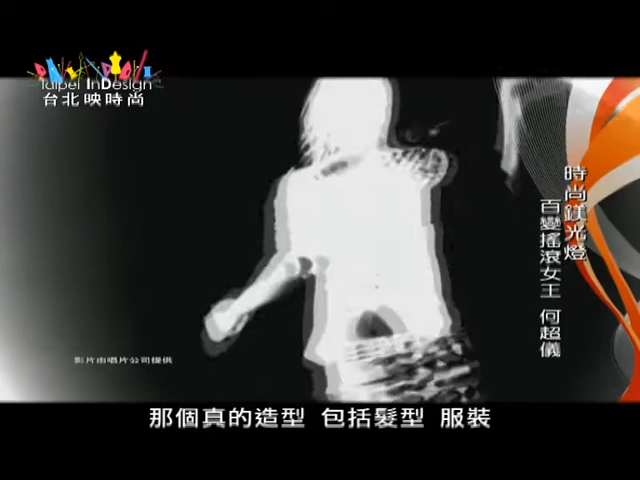 Taipei InDesign
台北映時尚
時尚鎂光燈
百變搖滾女王 何超儀
影片由唱片公司提供
那個真的造型 包括髮型 服裝